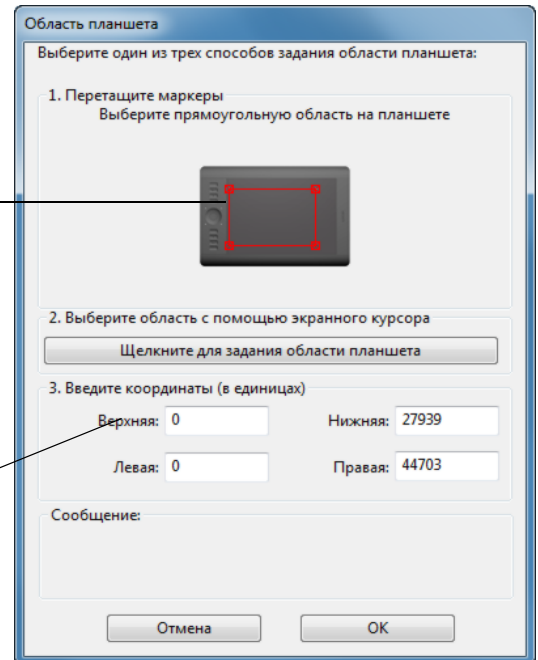 Область планшета
Выберите один из трех способов задания области планшета:
1. Перетащите маркеры
Выберите прямоугольную область на планшете
2. Выберите область с помощью экранного курсора
Щелкните для задания области планшета
3. Введите координаты (в единицах)
Верхняя: 0 Нижняя: 27939
Левая: 0 Правая: 44703
Сообщение:
Отмена OK